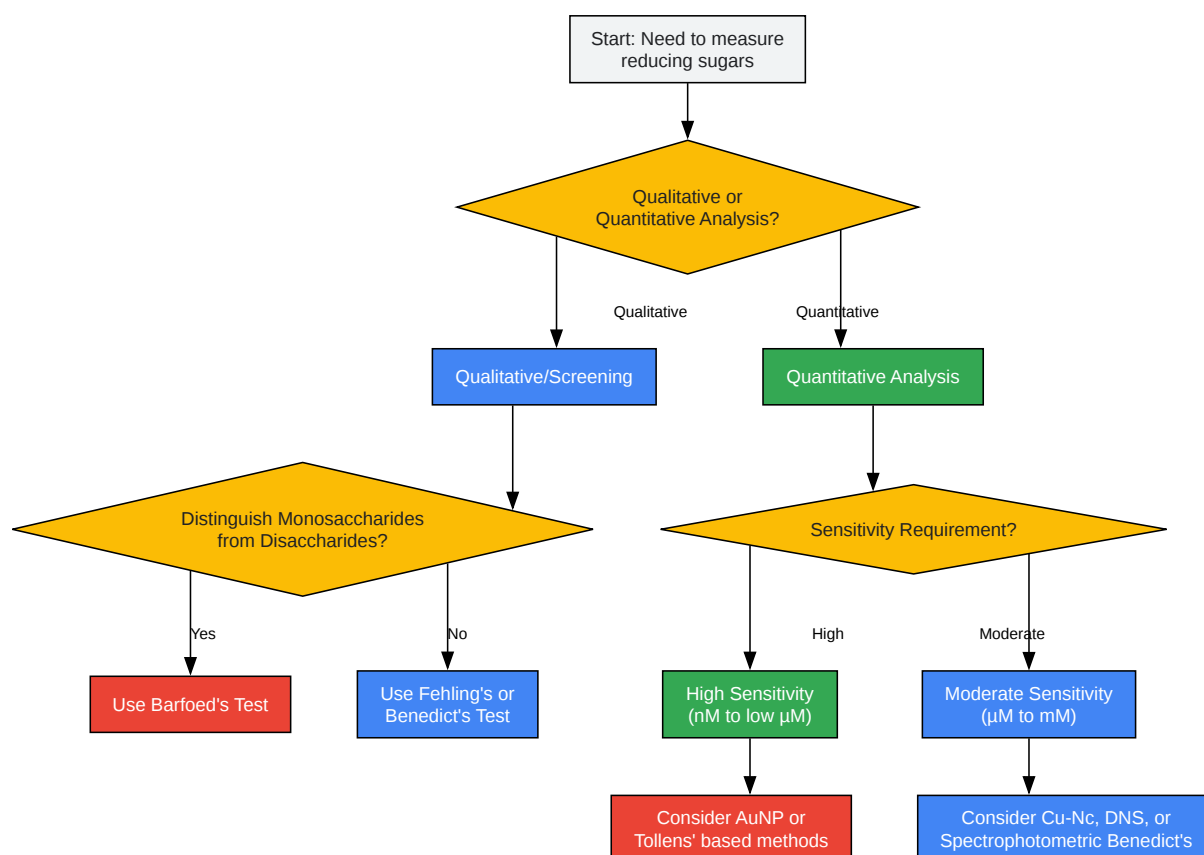 Start: Need to measure
reducing sugars
Qualitative or
Quantitative Analysis?
Qualitative
Quantitative
Qualitative/Screening
Quantitative Analysis
Distinguish Monosaccharides
from Disaccharides?
Sensitivity Requirement?
Yes
No
High
Moderate
Use Barfoed's Test
Use Fehling's or
Benedict's Test
High Sensitivity
(nM to low µM)
Moderate Sensitivity
(µM to mM)
Consider AuNP or
Tollens' based methods
Consider Cu-Nc, DNS, or
Spectrophotometric Benedict's